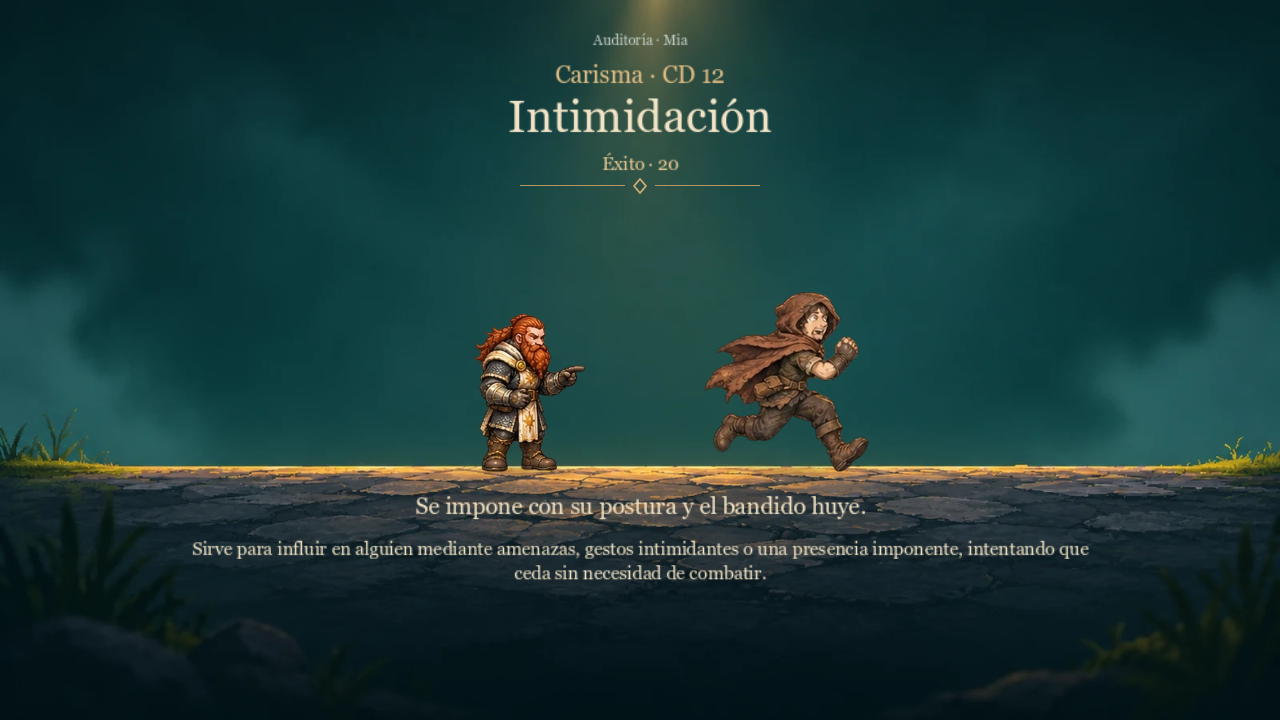 Auditoría · Mia
Carisma · CD 12
Intimidación
Éxito · 20
Se impone con su postura y el bandido huye.
Sirve para influir en alguien mediante amenazas, gestos intimidantes o una presencia imponente, intentando que
ceda sin necesidad de combatir.